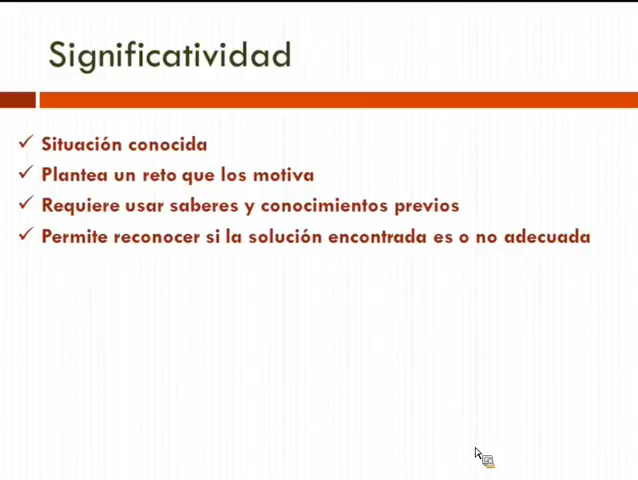 Significatividad
✓ Situación conocida
✓ Plantea un reto que los motiva
✓ Requiere usar saberes y conocimientos previos
✓ Permite reconocer si la solución encontrada es o no adecuada